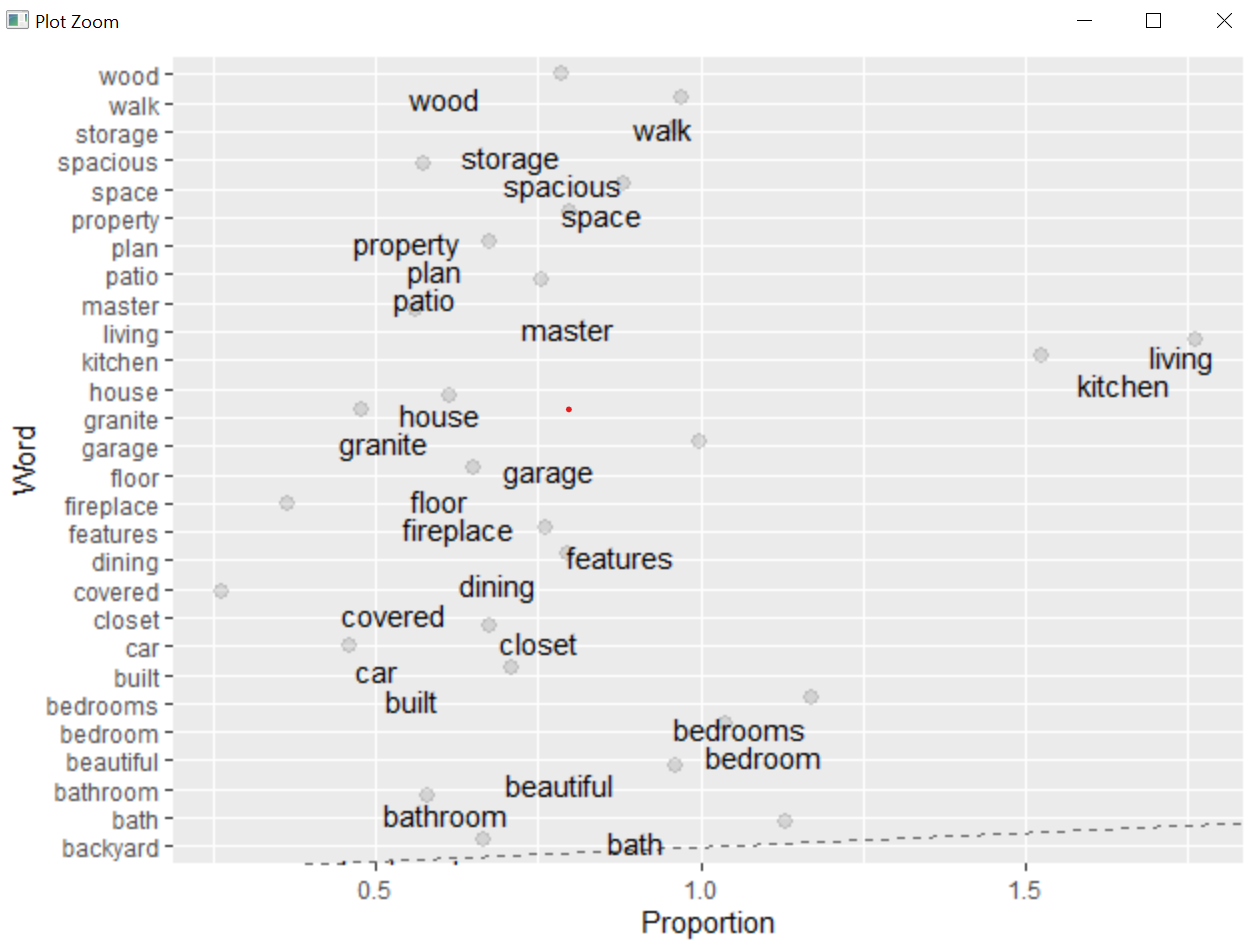 Plot Zoom
wood
walk
storage
spacious
space
property
plan
patio
master
living
kitchen
house
granite
garage
floor
fireplace
features
dining
covered
closet
car
built
bedrooms
bedroom
beautiful
bathroom
bath
backyard
Word
wood
walk
storage
spacious
space
property
plan
patio
master
living
kitchen
house
granite
garage
floor
fireplace
features
dining
covered
closet
car
built
bedrooms
bedroom
beautiful
bathroom
bath
0.5 1.0 1.5
Proportion